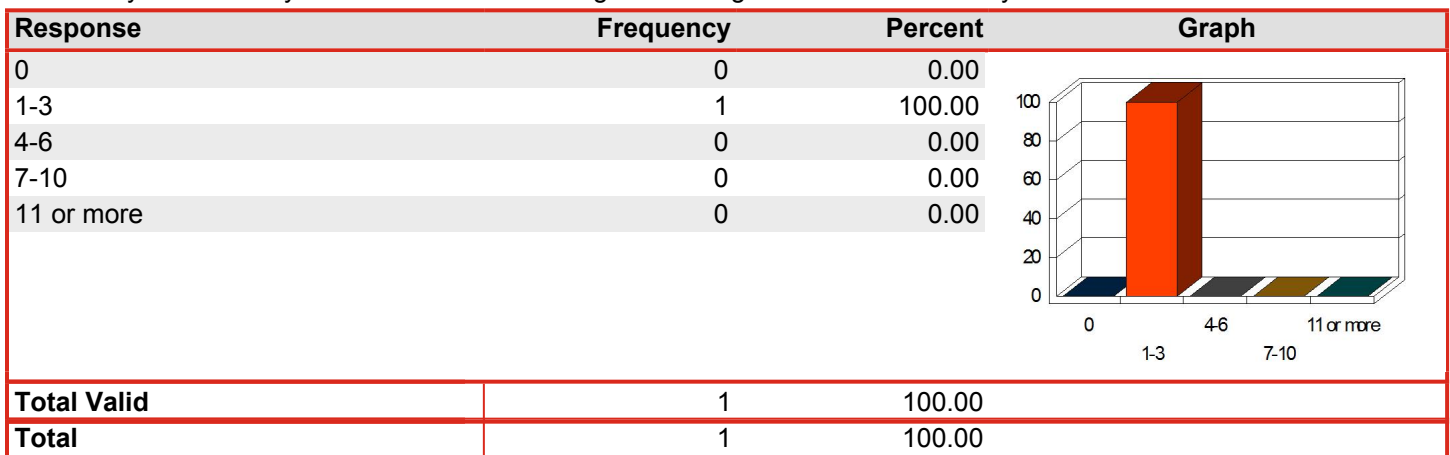 Response Frequency Percent Graph
0 0 0.00
1-3 1 100.00
4-6 0 0.00
7-10 0 0.00
11 or more 0 0.00
100
80
60
40
20
0
0 4-6 11 or more
1-3 7-10
Total Valid 1 100.00
Total 1 100.00